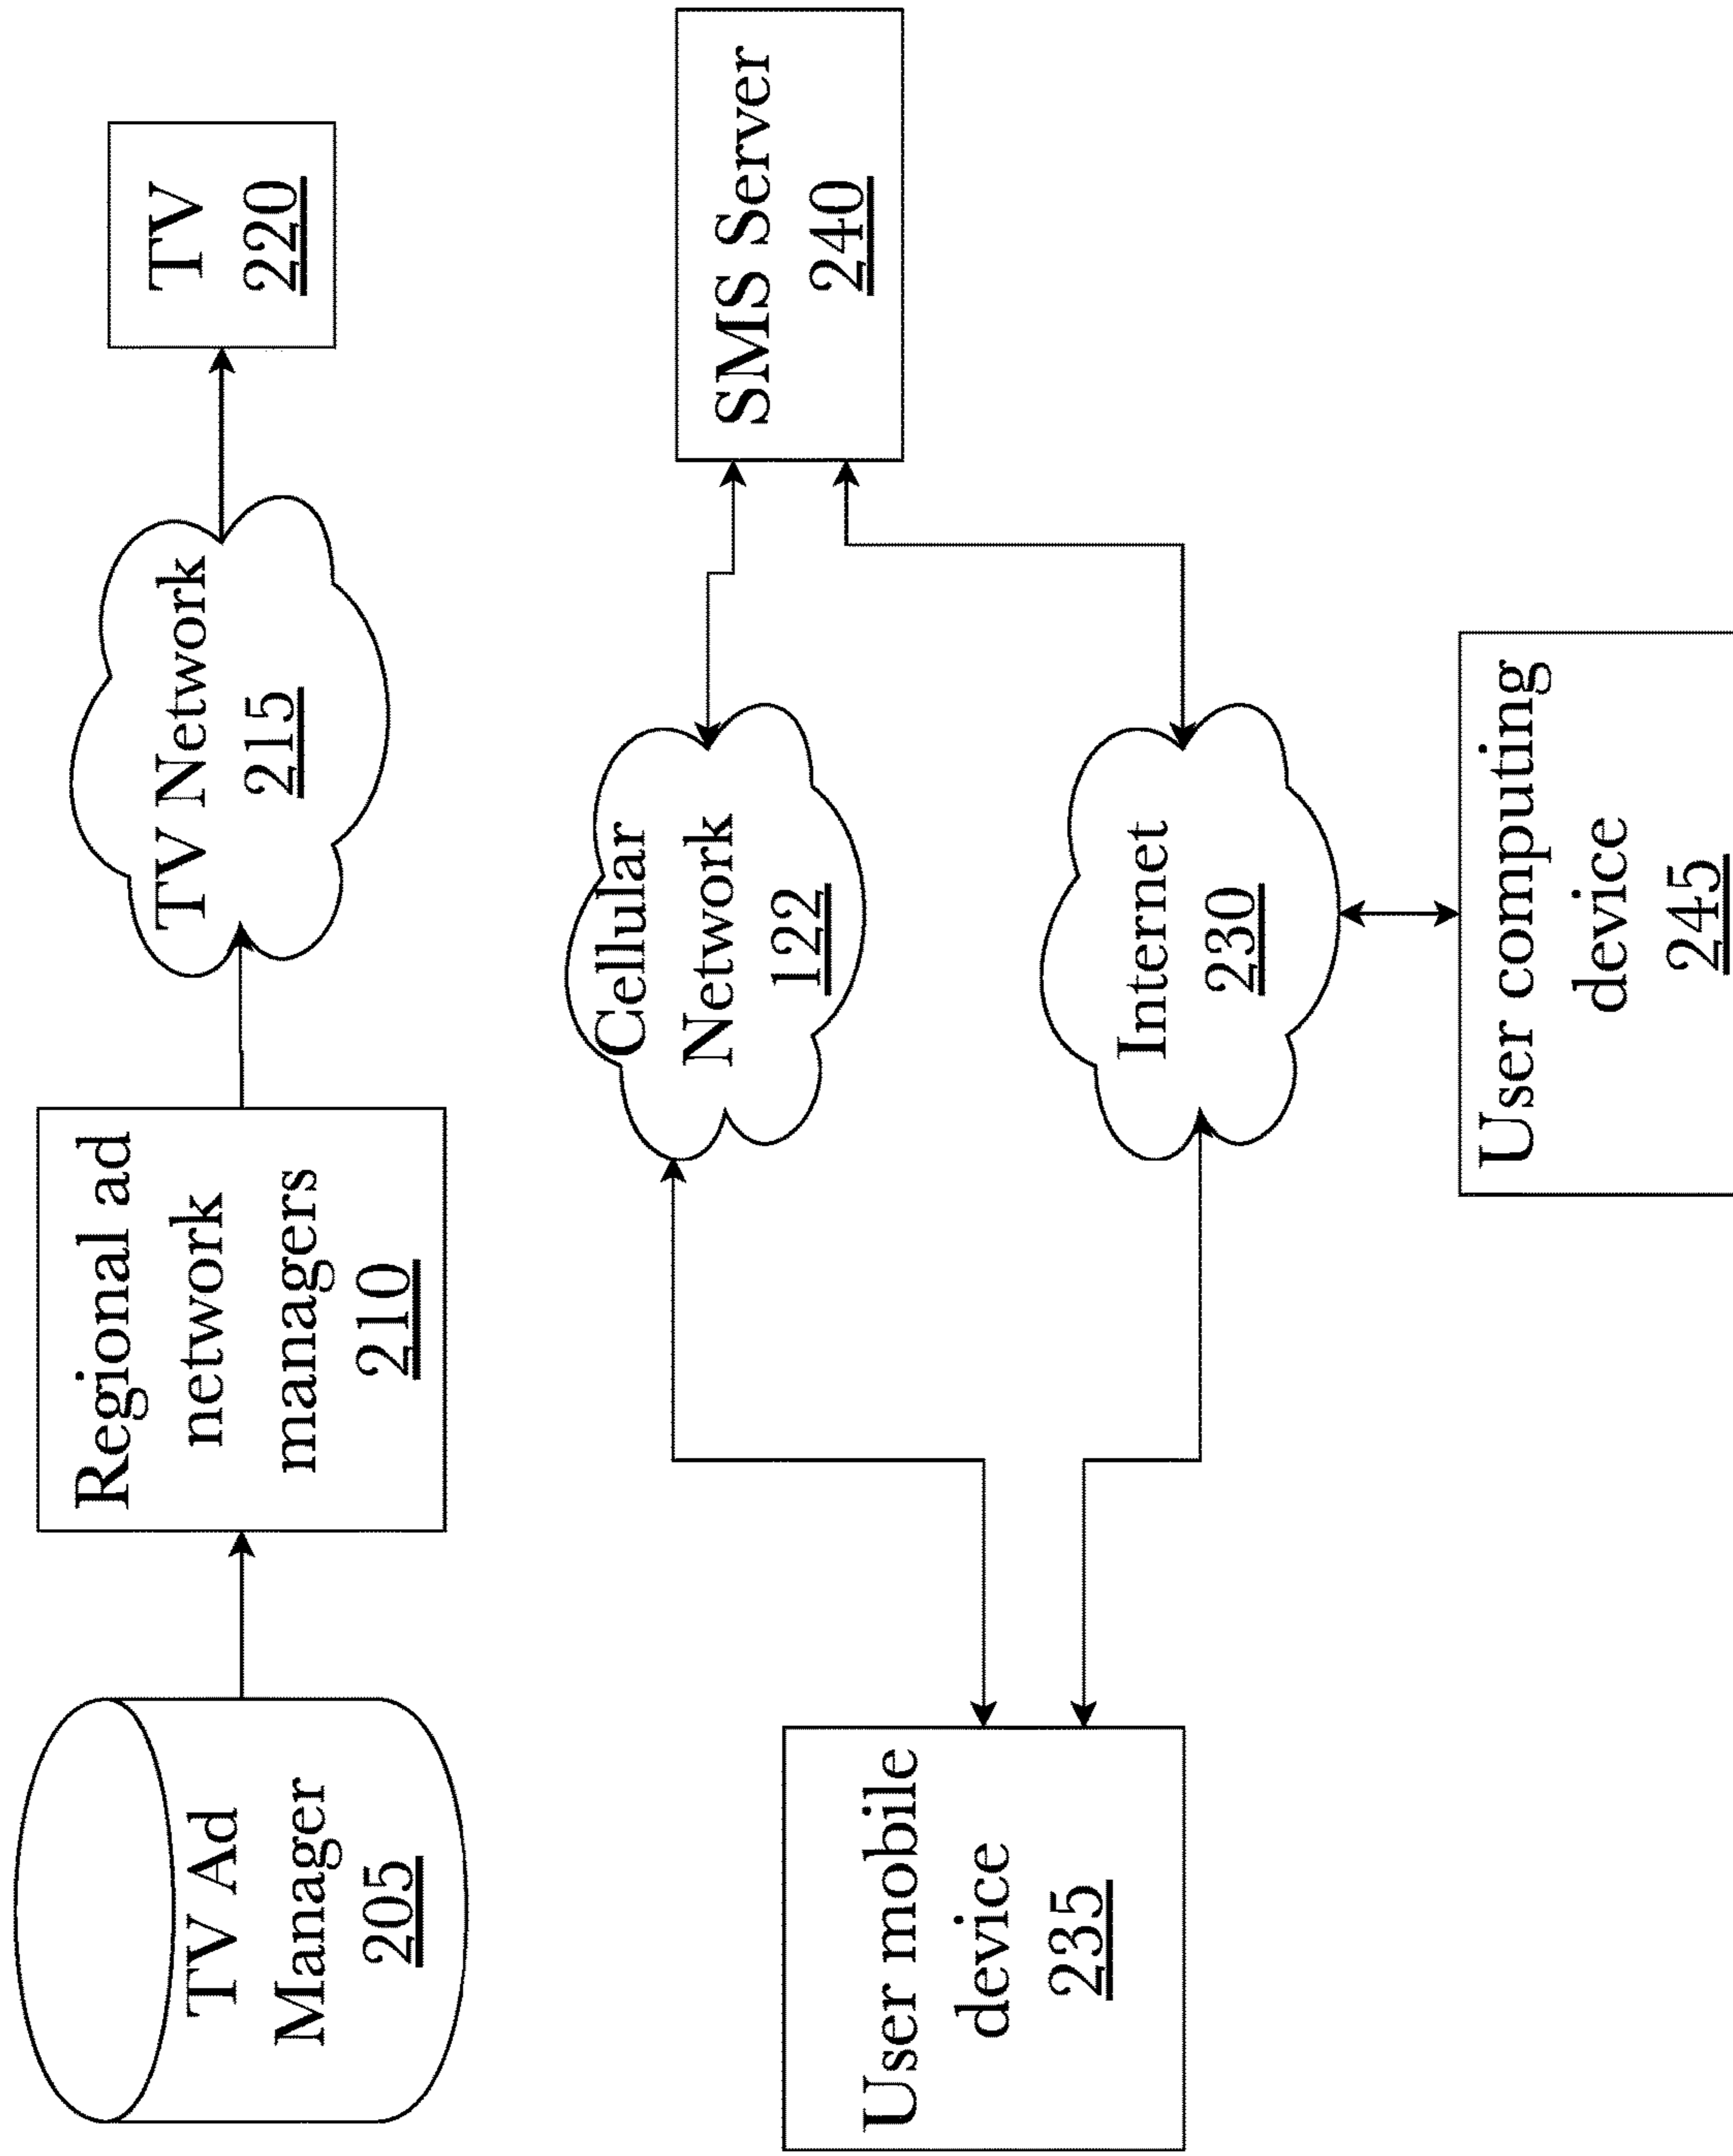 TV Ad
Manager
205
Regional ad
network
managers
210
TV Network
215
TV
220
User mobile
device
235
Cellular
Network
122
Internet
230
SMS Server
240
User computing
device
245